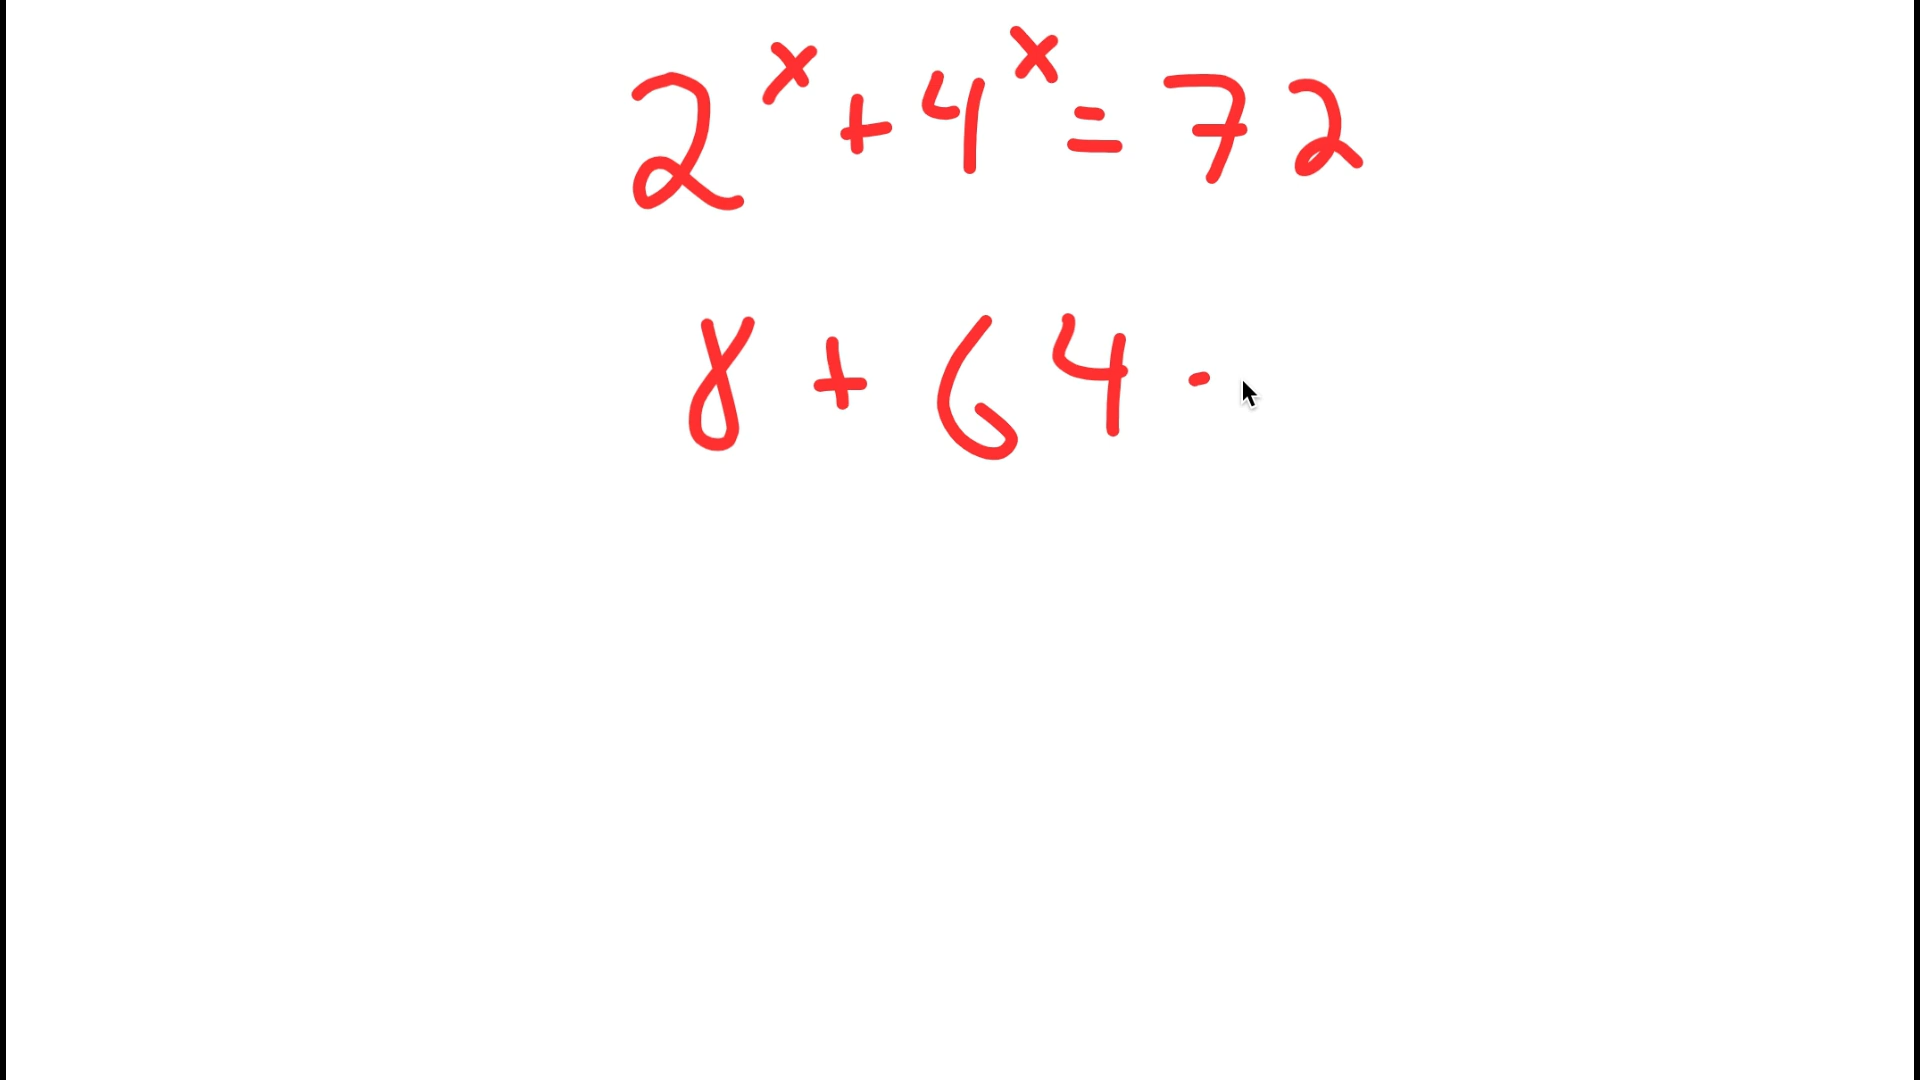 2^x + 4^x = 72
8 + 64 -